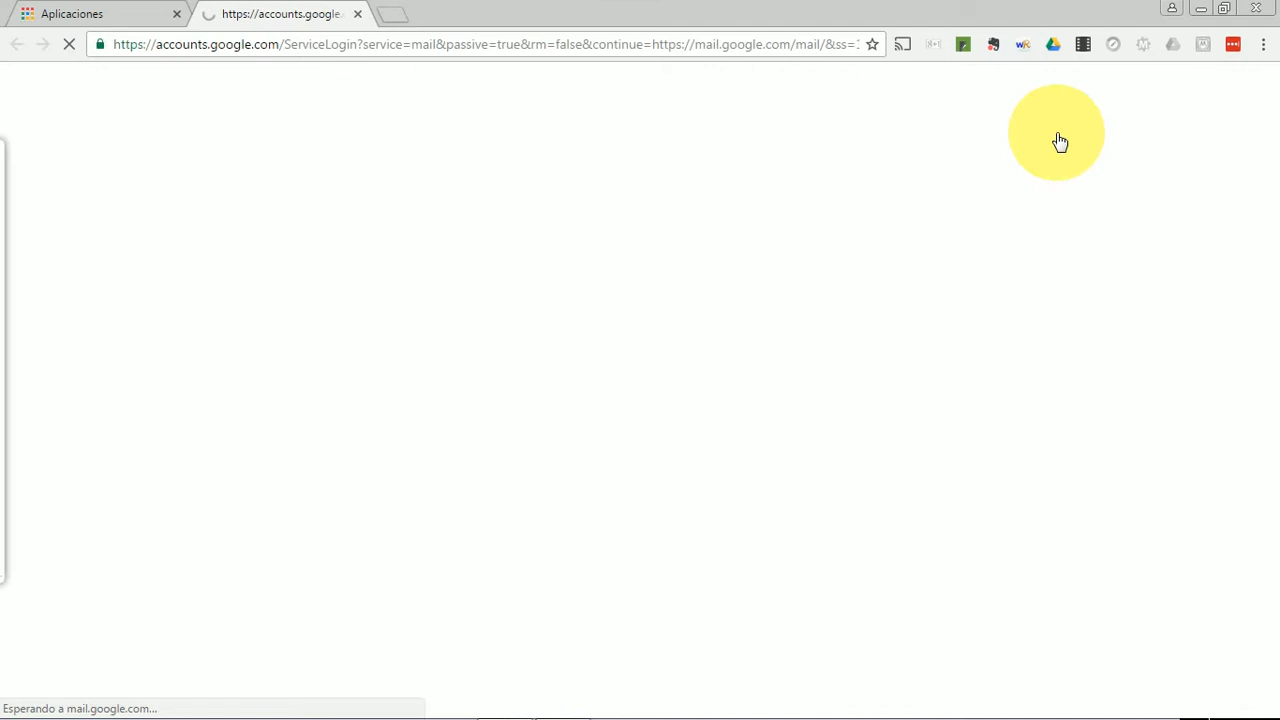 Aplicaciones
https://accounts.google.
https://accounts.google.com/ServiceLogin?service=mail&passive=true&rm=false&continue=https://mail.google.com/mail/&ss=
Esperando a mail.google.com...